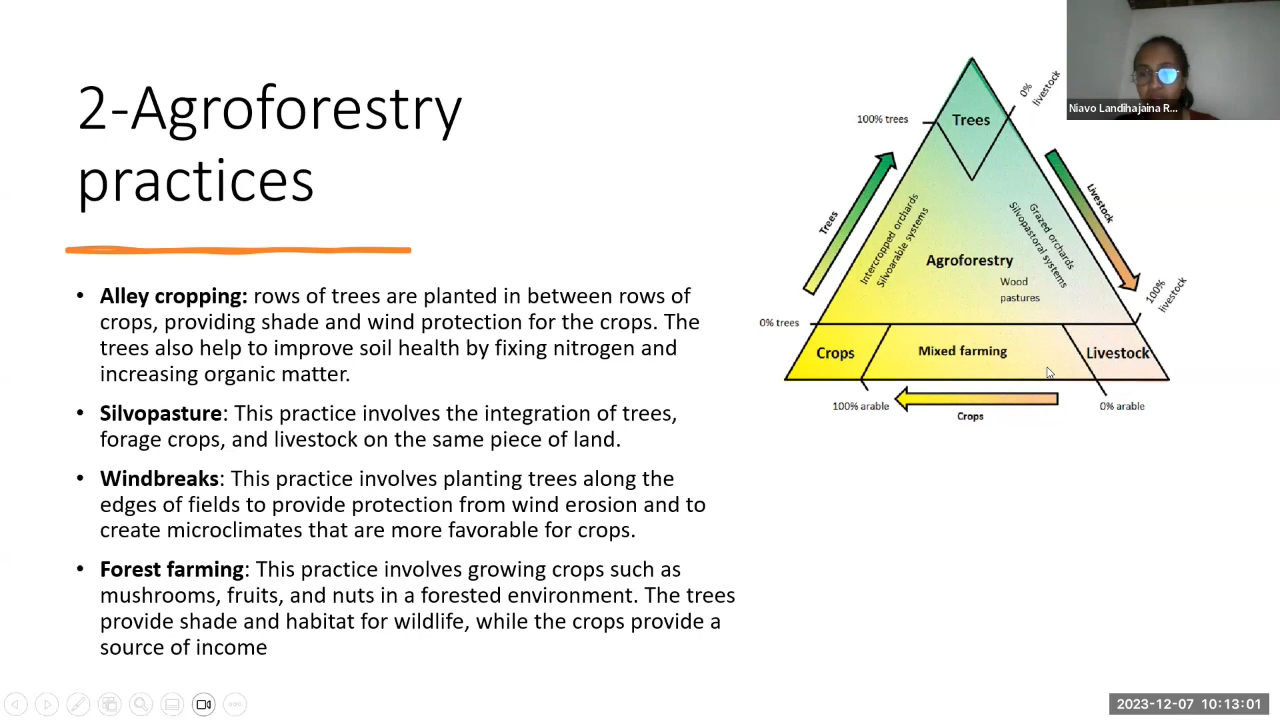 2-Agroforestry
practices
• Alley cropping: rows of trees are planted in between rows of
crops, providing shade and wind protection for the crops. The
trees also help to improve soil health by fixing nitrogen and
increasing organic matter.
• Silvopasture: This practice involves the integration of trees,
forage crops, and livestock on the same piece of land.
• Windbreaks: This practice involves planting trees along the
edges of fields to provide protection from wind erosion and to
create microclimates that are more favorable for crops.
• Forest farming: This practice involves growing crops such as
mushrooms, fruits, and nuts in a forested environment. The trees
provide shade and habitat for wildlife, while the crops provide a
source of income
0%
livestock
100% trees
Trees
Trees
Livestock
Intercropped orchards
Silvoarable systems
Grazed orchards
Silvopastoral systems
Agroforestry
Wood
pastures
100%
livestock
0% trees
Crops
Mixed farming
Livestock
100% arable
0% arable
Crops
Niavo Landihajaina R...
2023-12-07 10:13:01